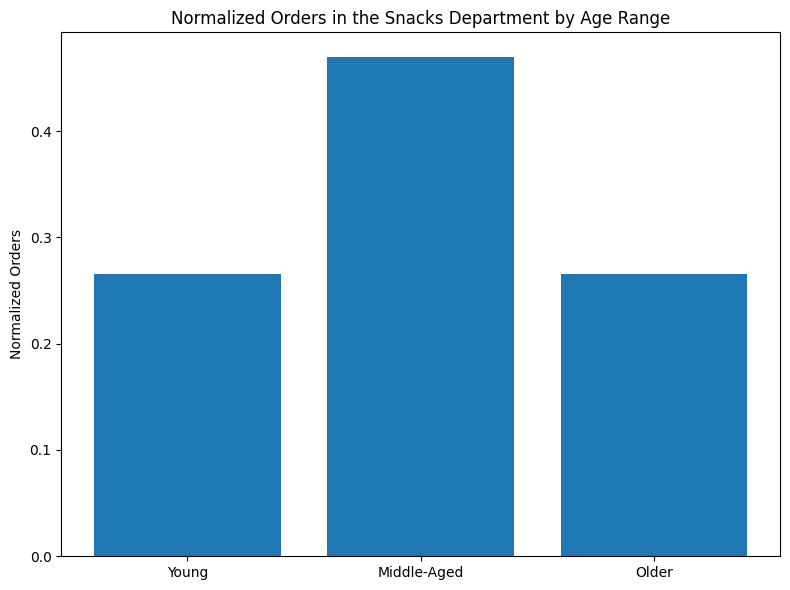 Normalized Orders in the Snacks Department by Age Range
Normalized Orders
0.4
0.3
0.2
0.1
0.0
Young
Middle-Aged
Older